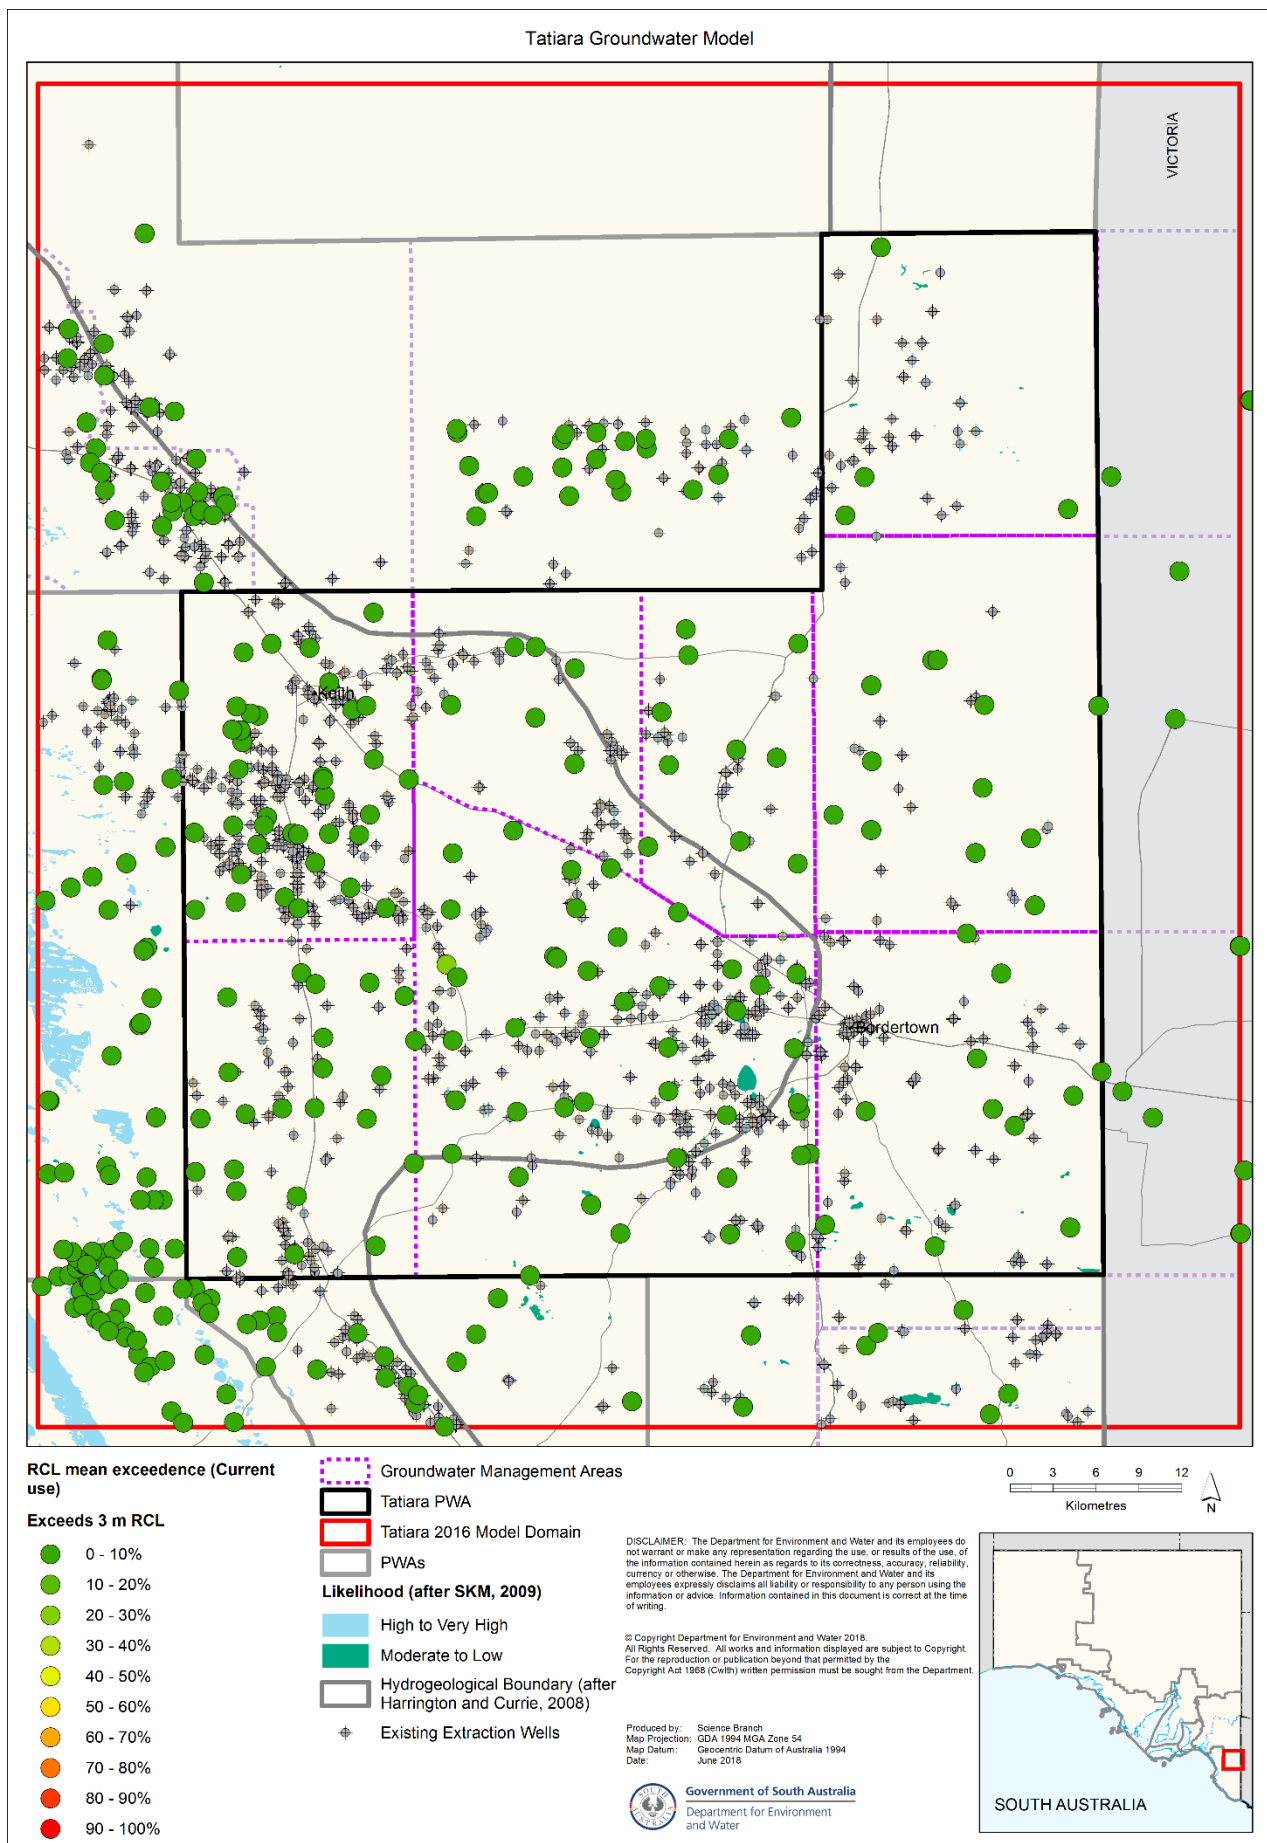 Tatiara Groundwater Model
VICTORIA
Keith
Bordertown
RCL mean exceedence (Current
use)
Exceeds 3 m RCL
0 - 10%
10 - 20%
20 - 30%
30 - 40%
40 - 50%
50 - 60%
60 - 70%
70 - 80%
80 - 90%
90 - 100%
Groundwater Management Areas
Tatiara PWA
Tatiara 2016 Model Domain
PWAs
Likelihood (after SKM, 2009)
High to Very High
Moderate to Low
Hydrogeological Boundary (after
Harrington and Currie, 2008)
Existing Extraction Wells
0 3 6 9 12
Kilometres
N
DISCLAIMER: The Department for Environment and Water and its employees do
not warrant or make any representation regarding the use, or results of the use, of
the information contained herein as regards to its correctness, accuracy, reliability,
currency or otherwise. The Department for Environment and Water and its
employees expressly disclaims all liability or responsibility to any person using the
information or advice. Information contained in this document is correct at the time
of writing.
© Copyright Department for Environment and Water 2018.
All Rights Reserved. All works and information displayed are subject to Copyright.
For the reproduction or publication beyond that permitted by the
Copyright Act 1968 (Cwlth) written permission must be sought from the Department.
Produced by: Science Branch
Map Projection: GDA 1994 MGA Zone 54
Map Datum: Geocentric Datum of Australia 1994
Date: June 2018
SOUTH
AUSTRALIA
Government of South Australia
Department for Environment
and Water
SOUTH AUSTRALIA